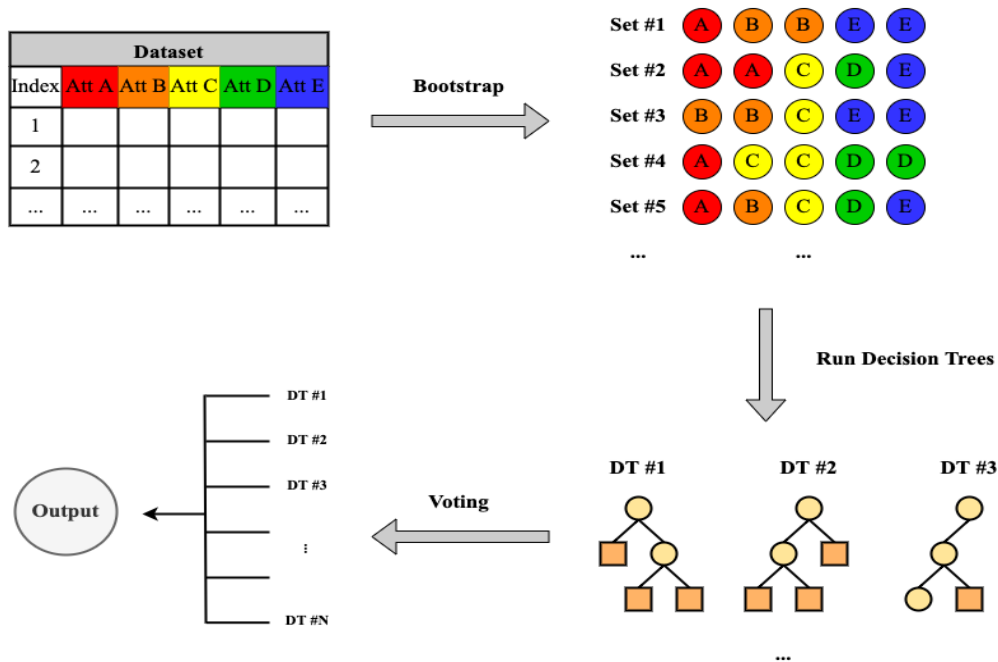 Dataset
Index Att A Att B Att C Att D Att E
1
2
... ... ... ... ... ...
Bootstrap
Set #1 A B B E E
Set #2 A A C D E
Set #3 B B C E E
Set #4 A C C D D
Set #5 A B C D E
... ...
Run Decision Trees
DT #1 DT #2 DT #3
...
Voting
DT #1
DT #2
DT #3
...
DT #N
Output